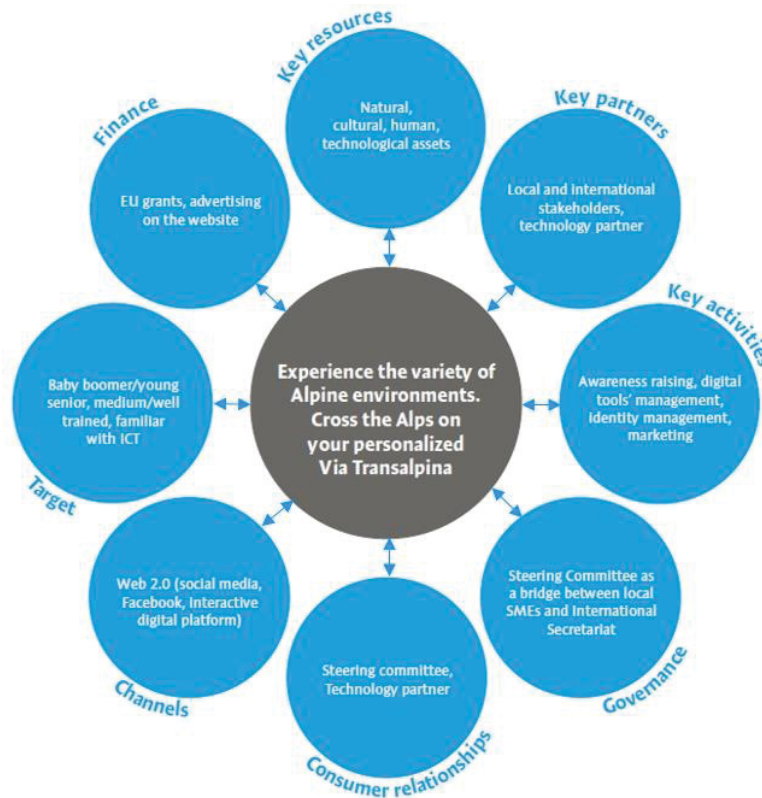 Key resources
Natural,
cultural, human,
technological assets
Key partners
Local and international
stakeholders,
technology partner
Key activities
Awareness raising, digital
tools' management,
identity management,
marketing
Governance
Steering Committee as
a bridge between local
SMEs and International
Secretariat
Consumer relationships
Steering committee,
Technology partner
Channels
Web 2.0 (social media,
Facebook, interactive
digital platform)
Target
Baby boomer/young
senior, medium/well
trained, familiar
with ICT
Finance
EU grants, advertising
on the website
Experience the variety of
Alpine environments.
Cross the Alps on
your personalized
Via Transalpina